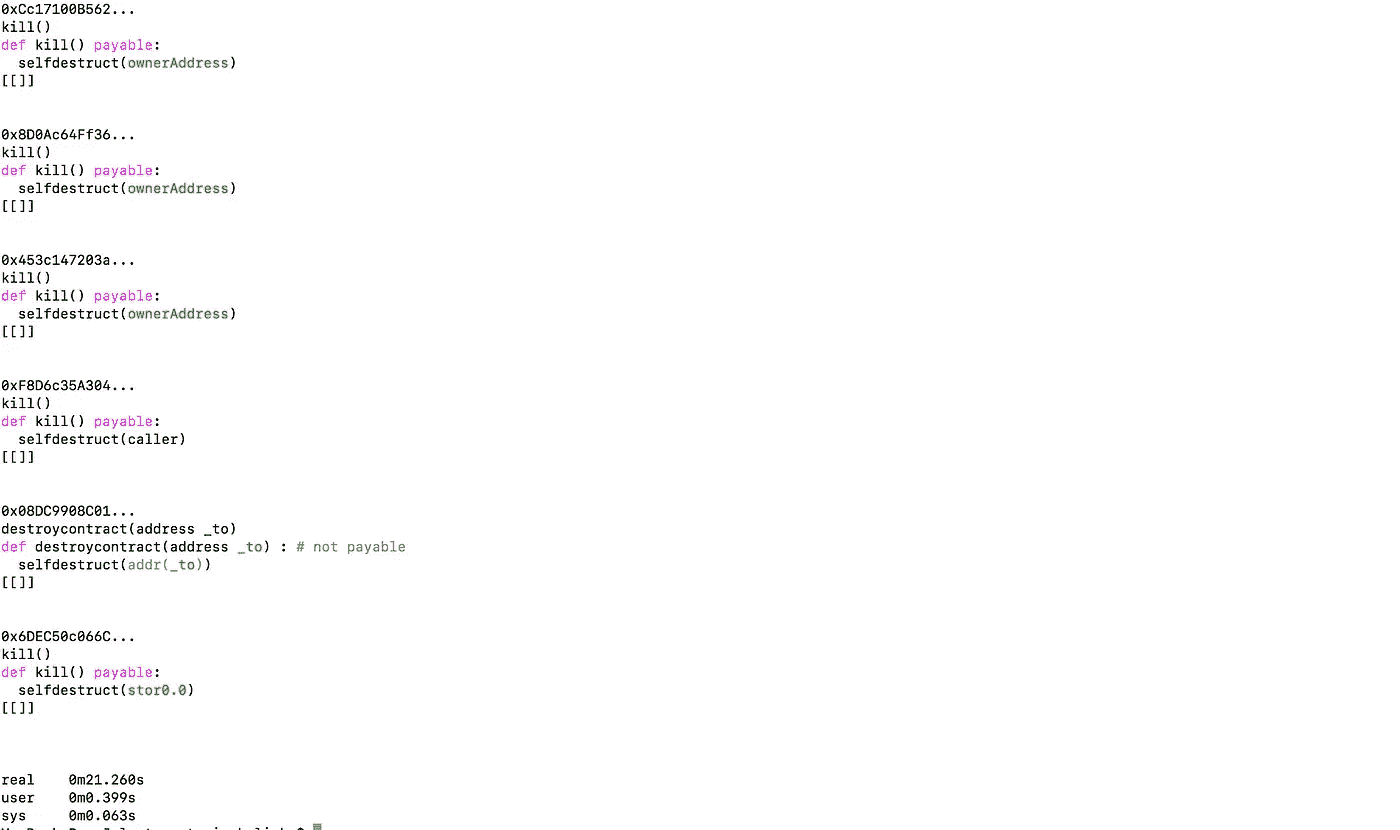 0xCc17100B562...
kill()
def kill() payable:
  selfdestruct(ownerAddress)
[[]]
0x8D0Ac64Ff36...
kill()
def kill() payable:
  selfdestruct(ownerAddress)
[[]]
0x453c147203a...
kill()
def kill() payable:
  selfdestruct(ownerAddress)
[[]]
0xF8D6c35A304...
kill()
def kill() payable:
  selfdestruct(caller)
[[]]
0x08DC9908C01...
destroycontract(address _to)
def destroycontract(address _to) : # not payable
  selfdestruct(addr(_to))
[[]]
0x6DEC50c066C...
kill()
def kill() payable:
  selfdestruct(stor0.0)
[[]]
real    0m21.260s
user    0m0.399s
sys     0m0.063s